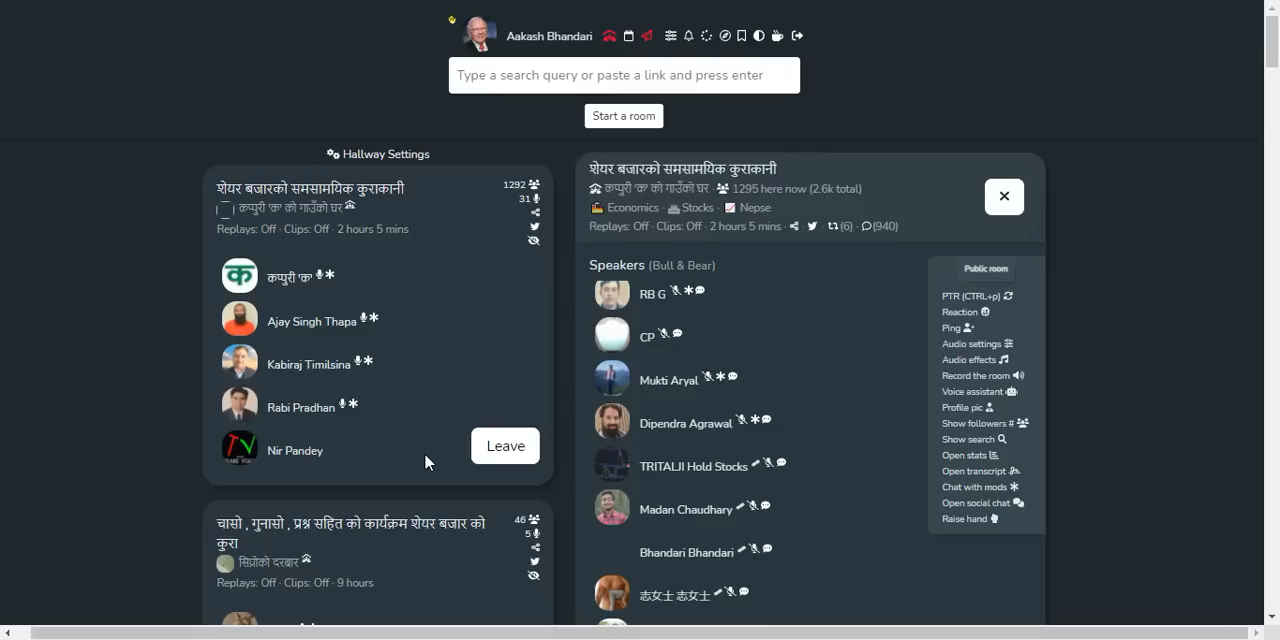 Aakash Bhandari
Type a search query or paste a link and press enter
Start a room
Hallway Settings
शेयर बजारको समसामयिक कुराकानी
1292
31
कप्पुरी 'क' को गाउँको घर
Replays: Off · Clips: Off · 2 hours 5 mins
कप्पुरी 'क'
Ajay Singh Thapa
Kabiraj Timilsina
Rabi Pradhan
Nir Pandey
Leave
चासो , गुनासो , प्रश्न सहित को कार्यक्रम शेयर बजार को
कुरा
46
5
सिप्रोको दरबार
Replays: Off · Clips: Off · 9 hours
शेयर बजारको समसामयिक कुराकानी
कप्पुरी 'क' को गाउँको घर · 1295 here now (2.6k total)
Economics · Stocks · Nepse
Replays: Off · Clips: Off · 2 hours 5 mins · (6) · (940)
Speakers (Bull & Bear)
RB G
CP
Mukti Aryal
Dipendra Agrawal
TRITALJI Hold Stocks
Madan Chaudhary
Bhandari Bhandari
志女士 志女士
Public room
PTR (CTRL+p)
Reaction
Ping
Audio settings
Audio effects
Record the room
Voice assistant
Profile pic
Show followers #
Show search
Open stats
Open transcript
Chat with mods
Open social chat
Raise hand